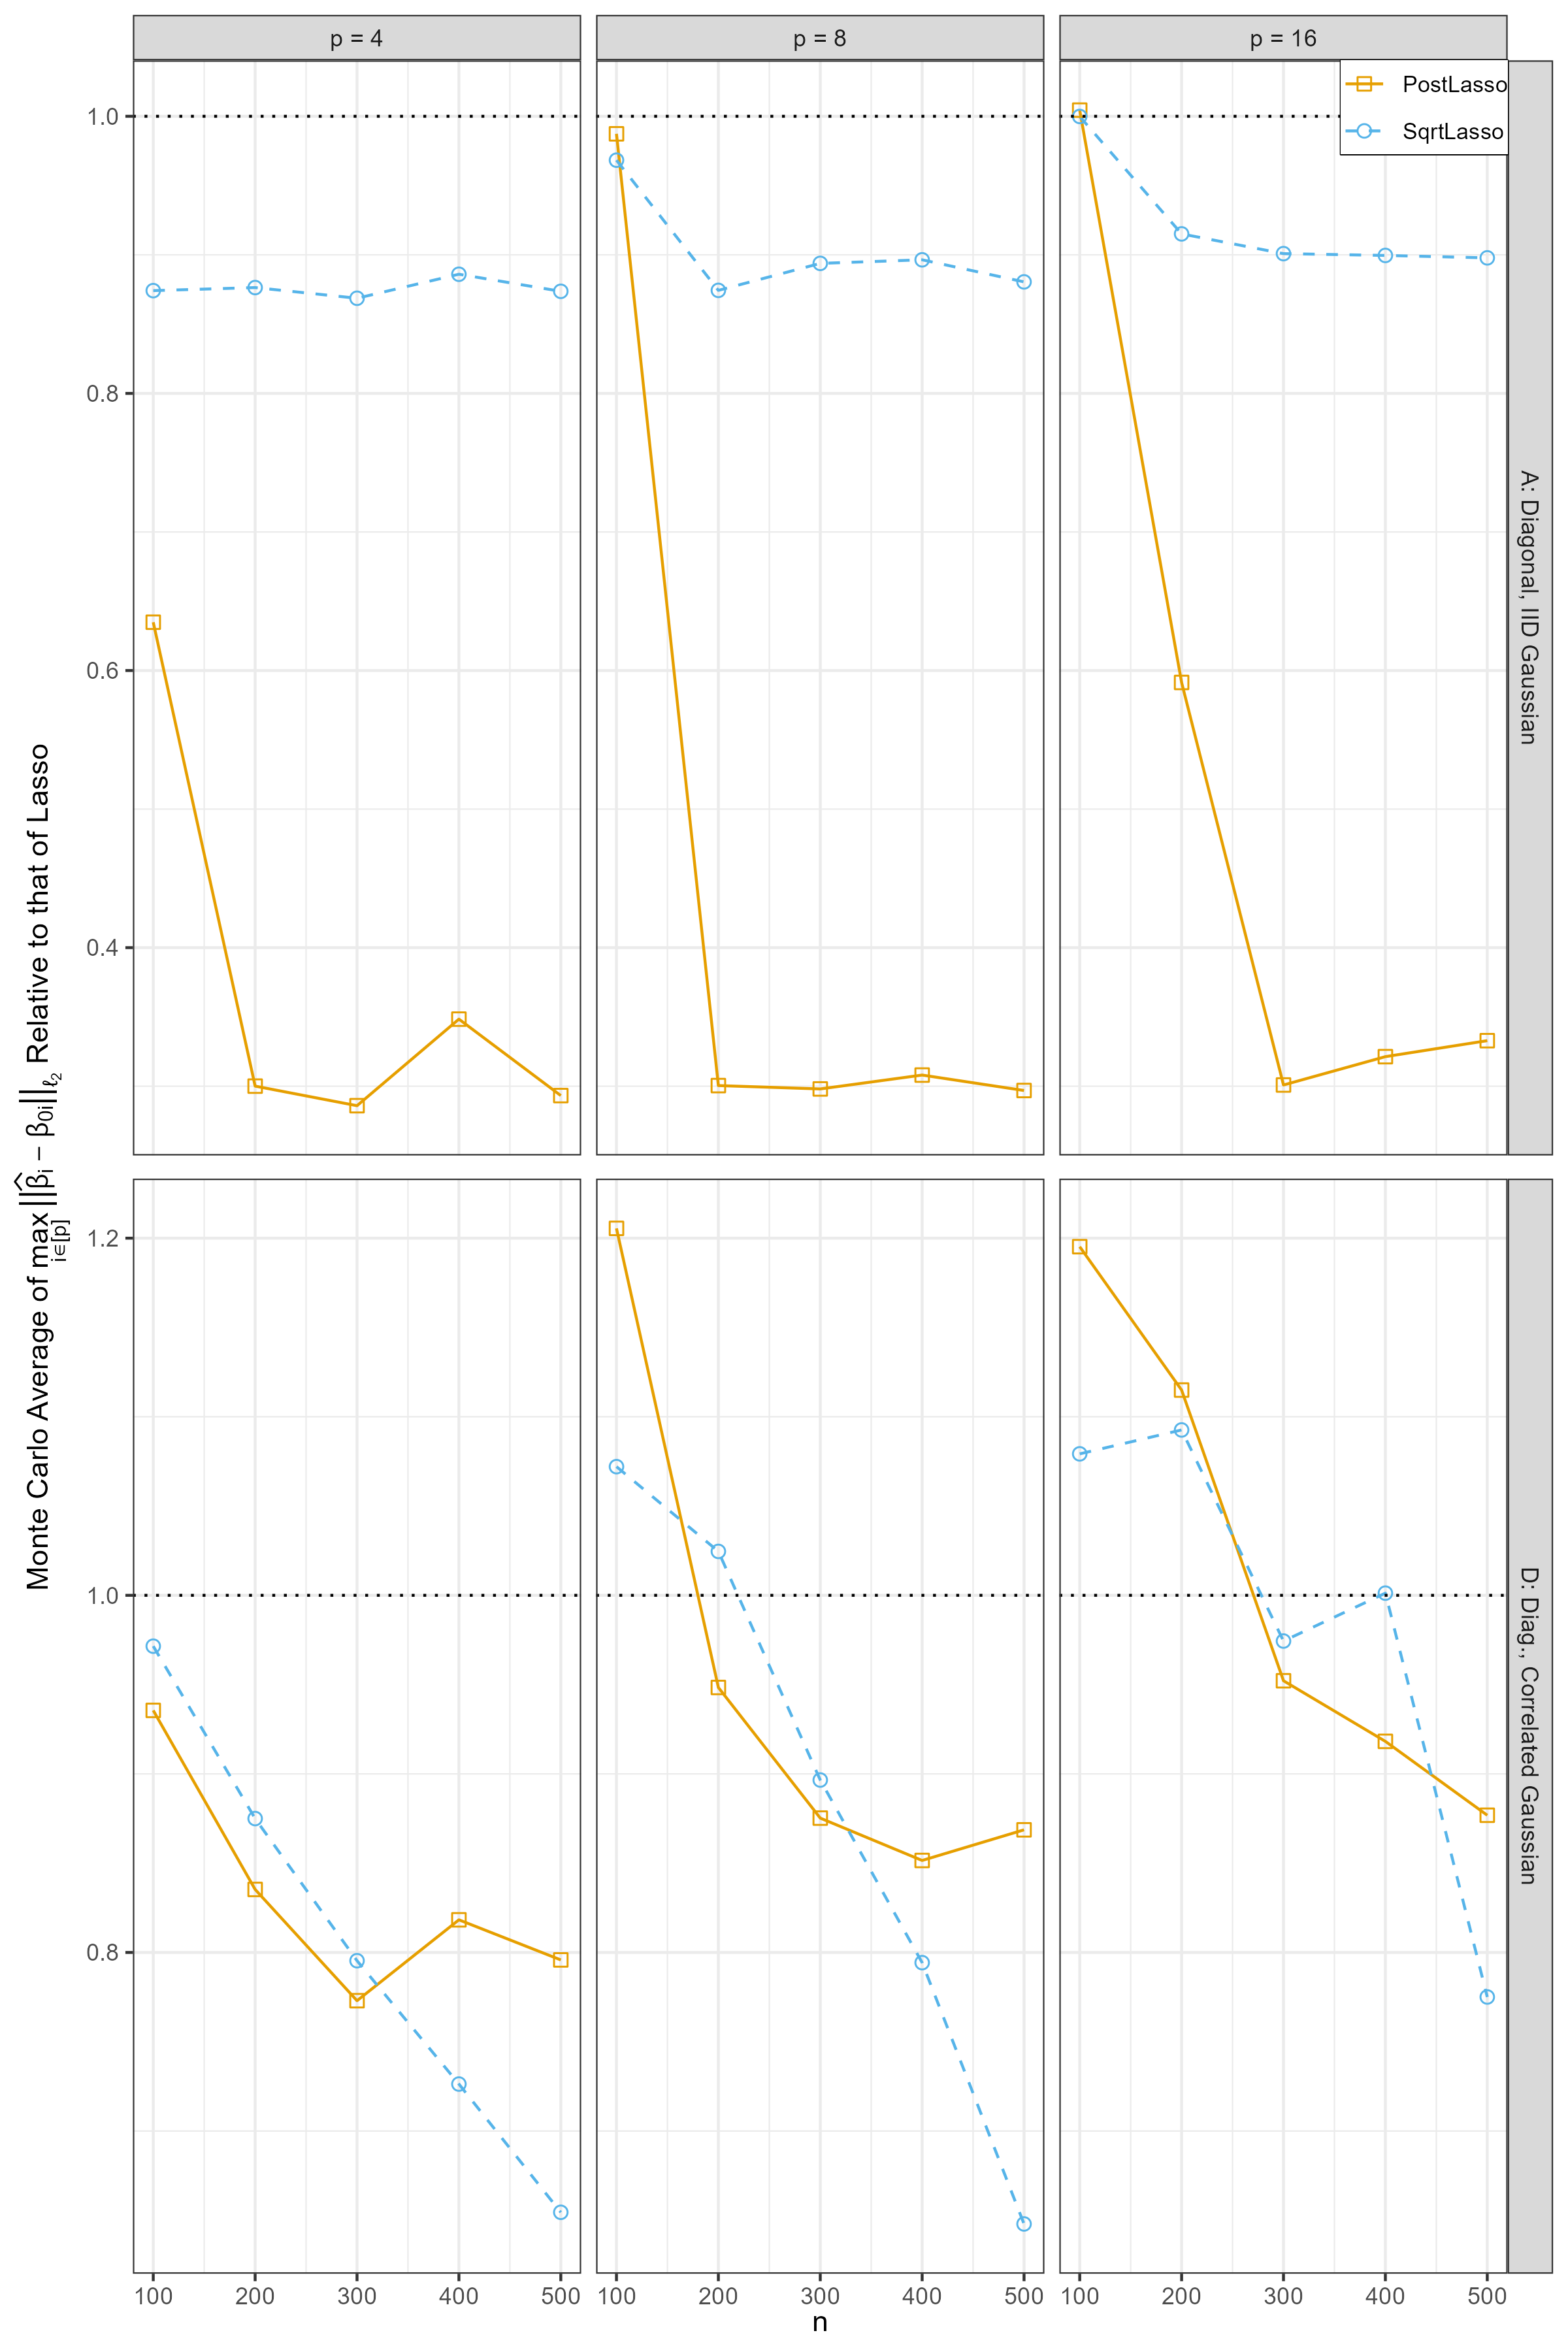 p = 4
p = 8
p = 16
PostLasso
SqrtLasso
1.0
0.8
0.6
0.4
A: Diagonal, IID Gaussian
Monte Carlo Average of max i∈[p] ||β̂i − β0i||ℓ2 Relative to that of Lasso
1.2
1.0
0.8
D: Diag., Correlated Gaussian
100 200 300 400 500
100 200 300 400 500
100 200 300 400 500
n